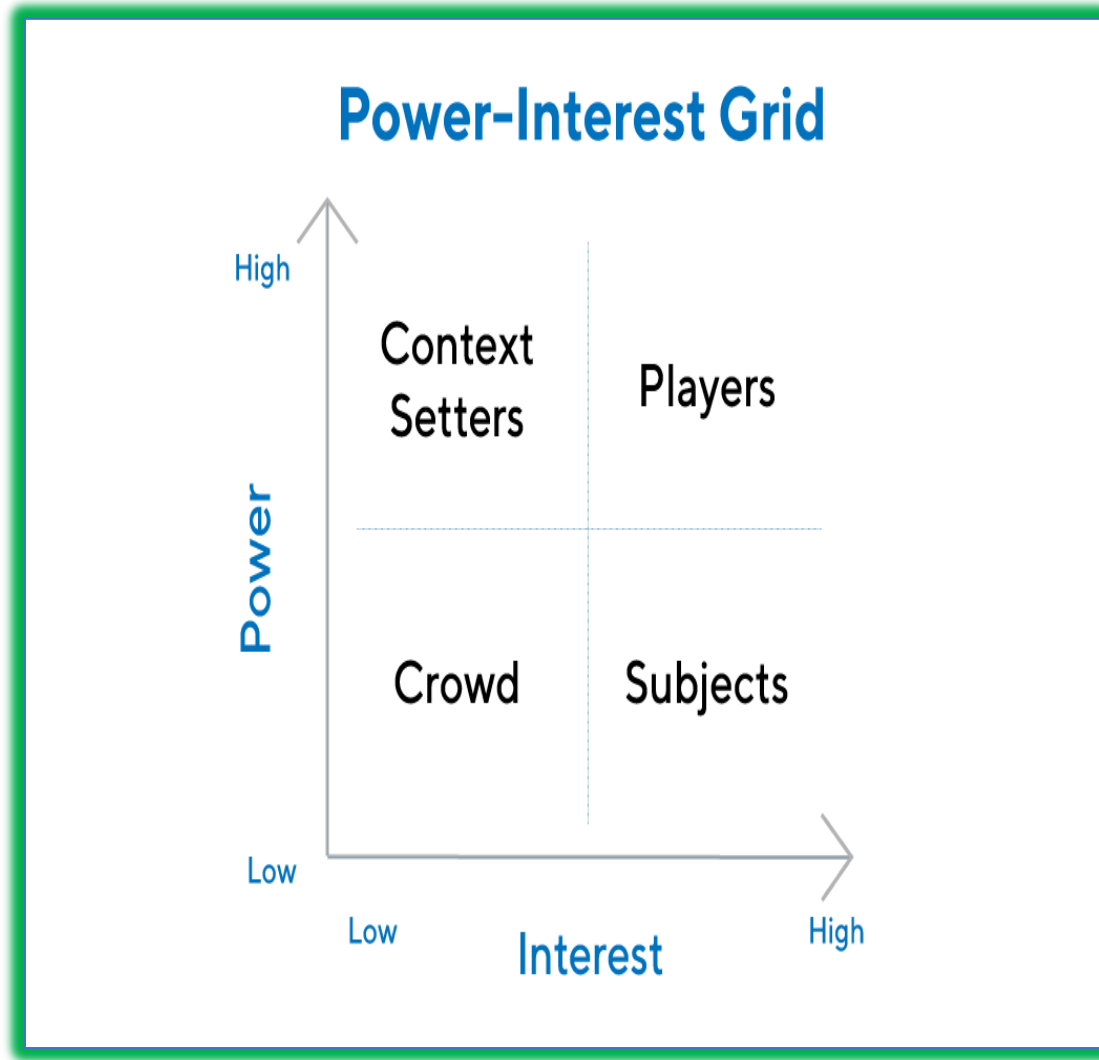 Power-Interest Grid
High
Context
Setters
Players
Power
Crowd
Subjects
Low
Low
High
Interest